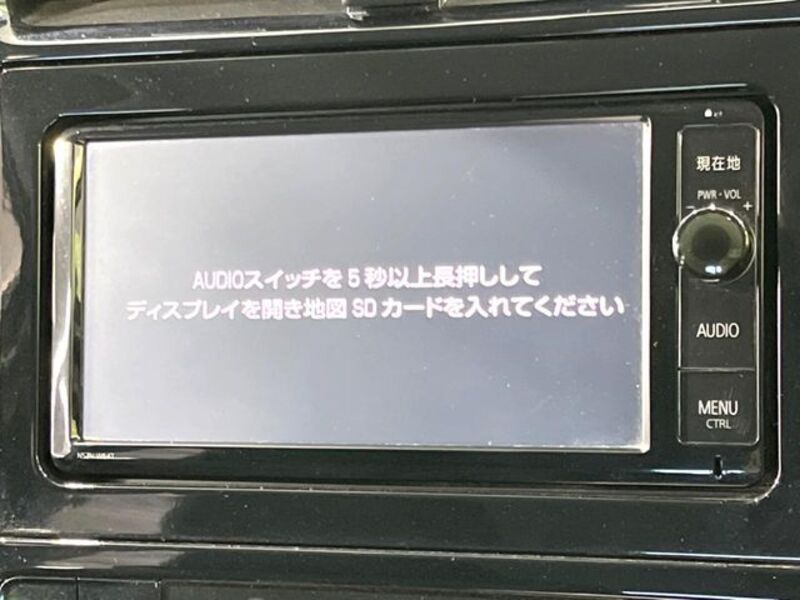 現在地
PWR・VOL
－ ＋
AUDIOスイッチを5秒以上長押しして
ディスプレイを開き地図SDカードを入れてください
AUDIO
MENU
CTRL